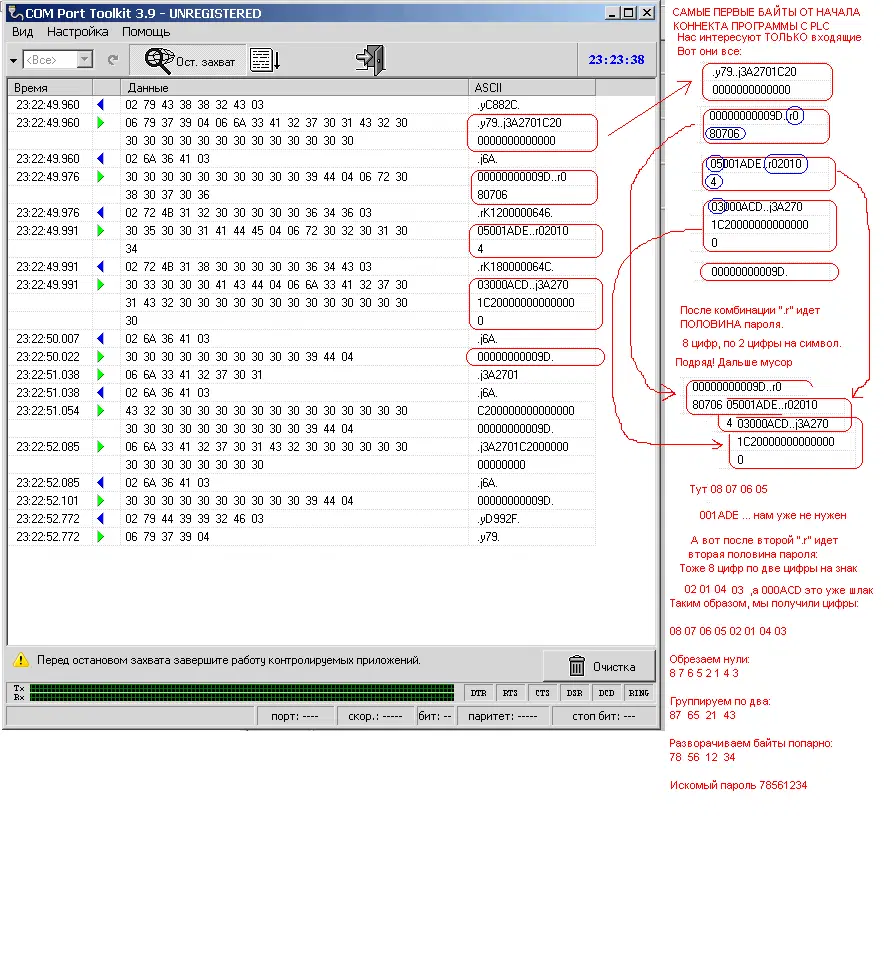 COM Port Toolkit 3.9 - UNREGISTERED
Вид Настройка Помощь
<Все> Ост. захват 23:23:38
Время Данные ASCII
23:22:49.960 02 79 43 38 38 32 43 03 .yC882C.
23:22:49.960 06 79 37 39 04 06 6A 33 41 32 37 30 31 43 32 30 .y79..j3A2701C20
30 30 30 30 30 30 30 30 30 30 30 30 30 0000000000000
23:22:49.960 02 6A 36 41 03 .j6A.
23:22:49.976 30 30 30 30 30 30 30 30 30 30 39 44 04 06 72 30 00000000009D..r0
38 30 37 30 36 80706
23:22:49.976 02 72 4B 31 32 30 30 30 30 30 36 34 36 03 .rK1200000646.
23:22:49.991 30 35 30 30 31 41 44 45 04 06 72 30 32 30 31 30 05001ADE..r02010
34 4
23:22:49.991 02 72 4B 31 38 30 30 30 30 30 36 34 43 03 .rK180000064C.
23:22:49.991 30 33 30 30 30 41 43 44 04 06 6A 33 41 32 37 30 03000ACD..j3A270
31 43 32 30 30 30 30 30 30 30 30 30 30 30 30 30 1C20000000000000
30 0
23:22:50.007 02 6A 36 41 03 .j6A.
23:22:50.022 30 30 30 30 30 30 30 30 30 30 39 44 04 00000000009D.
23:22:51.038 06 6A 33 41 32 37 30 31 .j3A2701
23:22:51.038 02 6A 36 41 03 .j6A.
23:22:51.054 43 32 30 30 30 30 30 30 30 30 30 30 30 30 30 30 C200000000000000
30 30 30 30 30 30 30 30 30 30 39 44 04 00000000009D.
23:22:52.085 06 6A 33 41 32 37 30 31 43 32 30 30 30 30 30 30 .j3A2701C2000000
30 30 30 30 30 30 30 30 00000000
23:22:52.085 02 6A 36 41 03 .j6A.
23:22:52.101 30 30 30 30 30 30 30 30 30 30 39 44 04 00000000009D.
23:22:52.772 02 79 44 39 39 32 46 03 .yD992F.
23:22:52.772 06 79 37 39 04 .y79.
Перед остановом захвата завершите работу контролируемых приложений.
Очистка
Tx
Rx
DTR RTS CTS DSR DCD RING
порт: ---- скор.: ----- бит: -- паритет: ----- стоп бит: ---
САМЫЕ ПЕРВЫЕ БАЙТЫ ОТ НАЧАЛА
КОННЕКТА ПРОГРАММЫ С PLC
Нас интересуют ТОЛЬКО входящие
Вот они все:
.y79..j3A2701C20
0000000000000
00000000009D..r0
80706
05001ADE..r02010
4
03000ACD..j3A270
1C20000000000000
0
00000000009D.
После комбинации ".r" идет
ПОЛОВИНА пароля.
8 цифр, по 2 цифры на символ.
Подряд! Дальше мусор
00000000009D..r0
80706 05001ADE..r02010
4 03000ACD..j3A270
1C20000000000000
0
Тут 08 07 06 05
001ADE ... нам уже не нужен
А вот после второй ".r" идет
вторая половина пароля:
Тоже 8 цифр по две цифры на знак
02 01 04 03 ,а 000ACD это уже шлак
Таким образом, мы получили цифры:
08 07 06 05 02 01 04 03
Обрезаем нули:
8 7 6 5 2 1 4 3
Группируем по два:
87 65 21 43
Разворачиваем байты попарно:
78 56 12 34
Искомый пароль 78561234